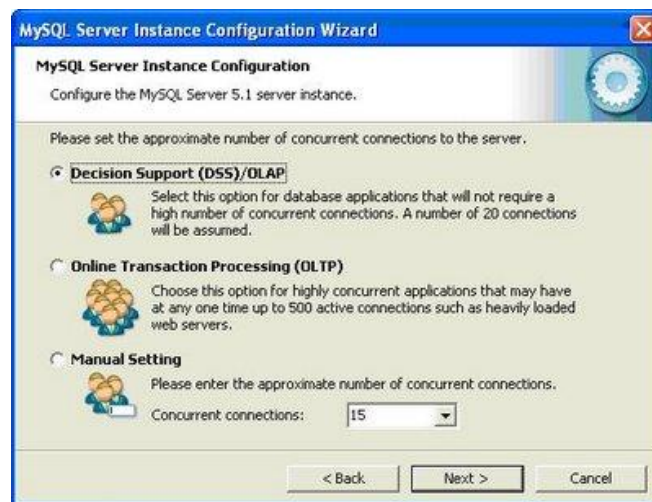 MySQL Server Instance Configuration Wizard
MySQL Server Instance Configuration
Configure the MySQL Server 5.1 server instance.
Please set the approximate number of concurrent connections to the server.
Decision Support (DSS)/OLAP
Select this option for database applications that will not require a
high number of concurrent connections. A number of 20 connections
will be assumed.
Online Transaction Processing (OLTP)
Choose this option for highly concurrent applications that may have
at any one time up to 500 active connections such as heavily loaded
web servers.
Manual Setting
Please enter the approximate number of concurrent connections.
Concurrent connections: 15
< Back Next > Cancel